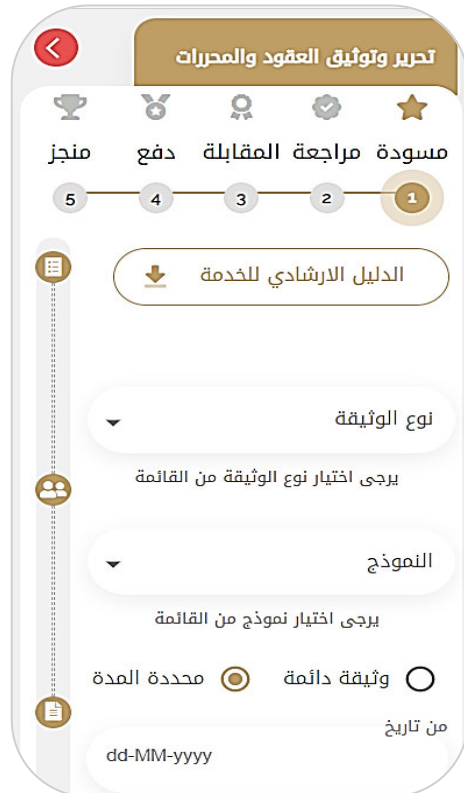 تحرير وتوثيق العقود والمحررات
مسودة مراجعة المقابلة دفع منجز
1 2 3 4 5
الدليل الارشادي للخدمة
نوع الوثيقة
يرجى اختيار نوع الوثيقة من القائمة
النموذج
يرجى اختيار نموذج من القائمة
وثيقة دائمة محددة المدة
من تاريخ
dd-MM-yyyy